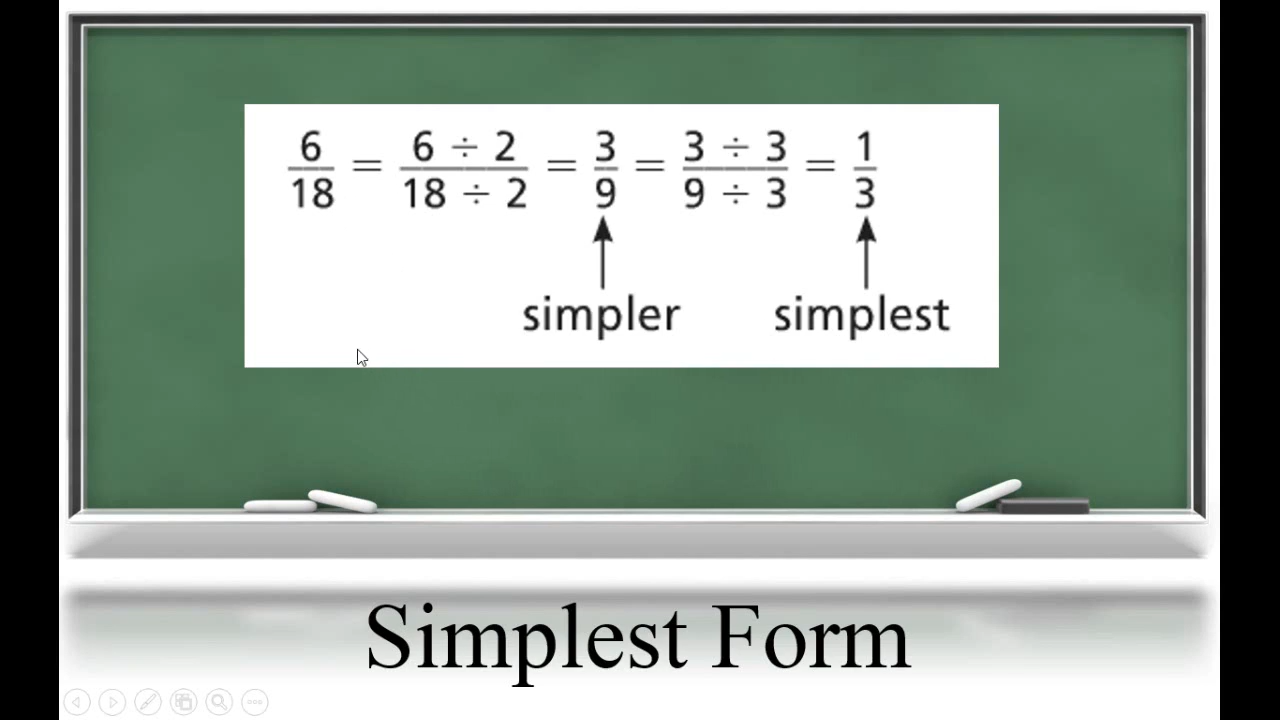 6/18 = (6 ÷ 2)/(18 ÷ 2) = 3/9 = (3 ÷ 3)/(9 ÷ 3) = 1/3
simpler simplest
Simplest Form